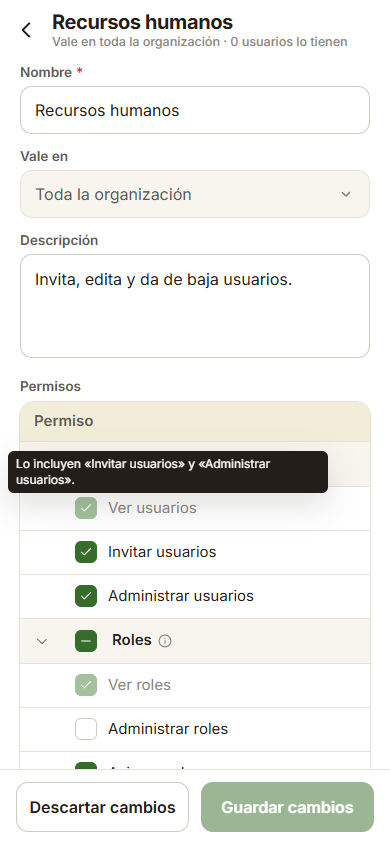 Recursos humanos
Vale en toda la organización · 0 usuarios lo tienen
Nombre *
Recursos humanos
Vale en
Toda la organización
Descripción
Invita, edita y da de baja usuarios.
Permisos
Permiso
Lo incluyen «Invitar usuarios» y «Administrar
usuarios».
Ver usuarios
Invitar usuarios
Administrar usuarios
Roles
Ver roles
Administrar roles
Descartar cambios
Guardar cambios